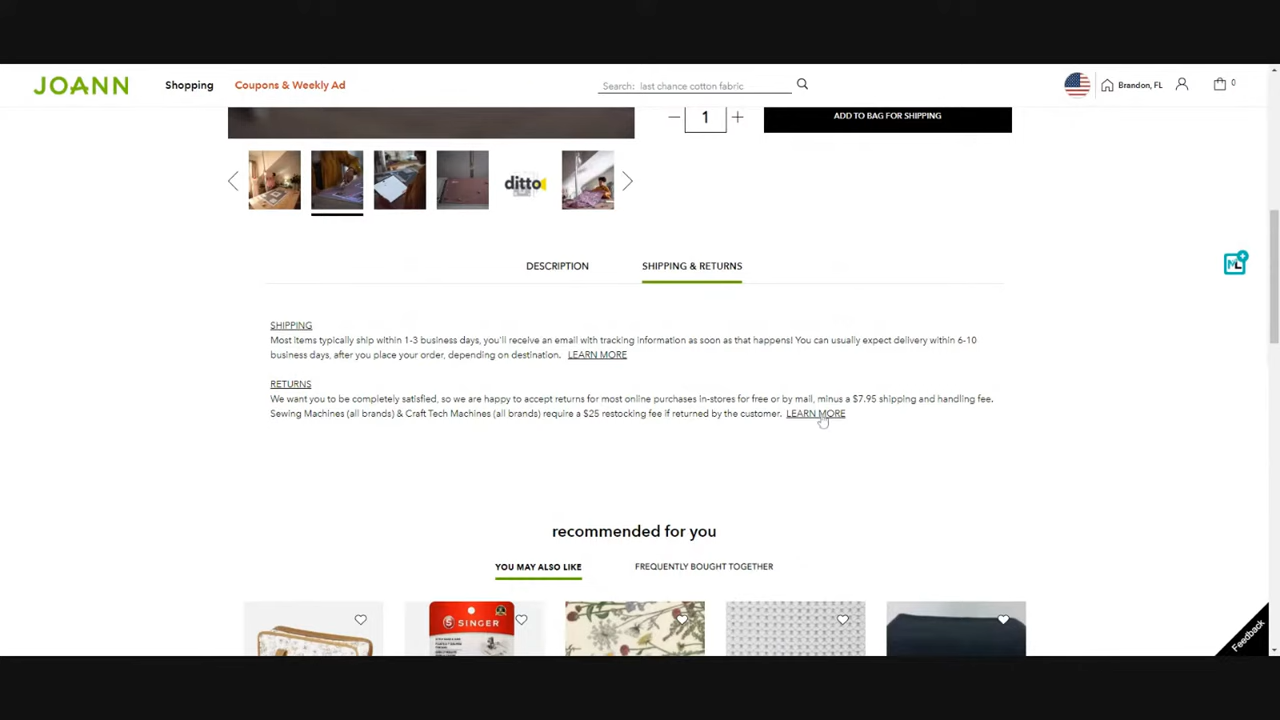 JOANN
Shopping
Coupons & Weekly Ad
Search: last chance cotton fabric
Brandon, FL
0
1
ADD TO BAG FOR SHIPPING
ditto
DESCRIPTION
SHIPPING & RETURNS
SHIPPING
Most items typically ship within 1-3 business days, you'll receive an email with tracking information as soon as that happens! You can usually expect delivery within 6-10
business days, after you place your order, depending on destination. LEARN MORE
RETURNS
We want you to be completely satisfied, so we are happy to accept returns for most online purchases in-stores for free or by mail, minus a $7.95 shipping and handling fee.
Sewing Machines (all brands) & Craft Tech Machines (all brands) require a $25 restocking fee if returned by the customer. LEARN MORE
recommended for you
YOU MAY ALSO LIKE
FREQUENTLY BOUGHT TOGETHER
SINGER
Feedback